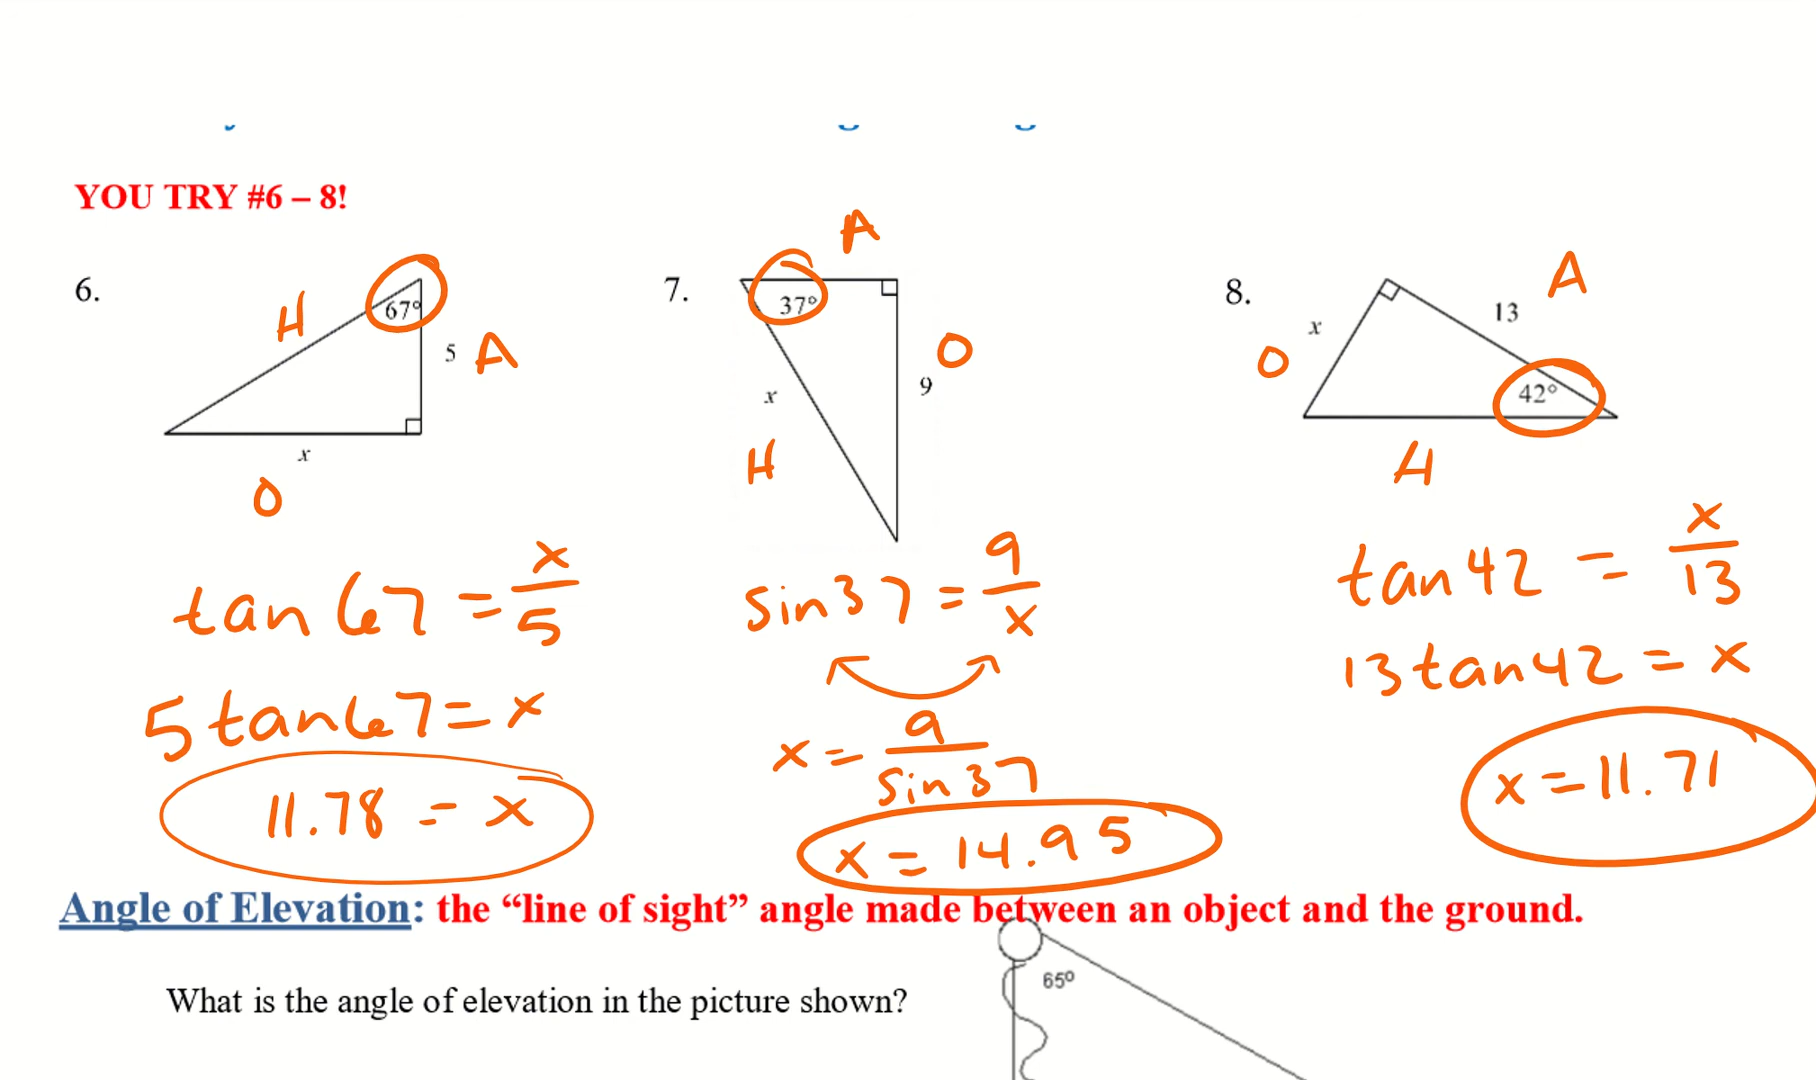 YOU TRY #6 – 8!
6.
H
67°
5 A
x
O
tan 67 = x/5
5 tan 67 = x
11.78 = x
7.
A
37°
O
9
x
H
sin 37 = 9/x
x = 9/sin 37
x = 14.95
8.
A
13
x
O
42°
H
tan 42 = x/13
13 tan 42 = x
x = 11.71
Angle of Elevation: the “line of sight” angle made between an object and the ground.
65°
What is the angle of elevation in the picture shown?